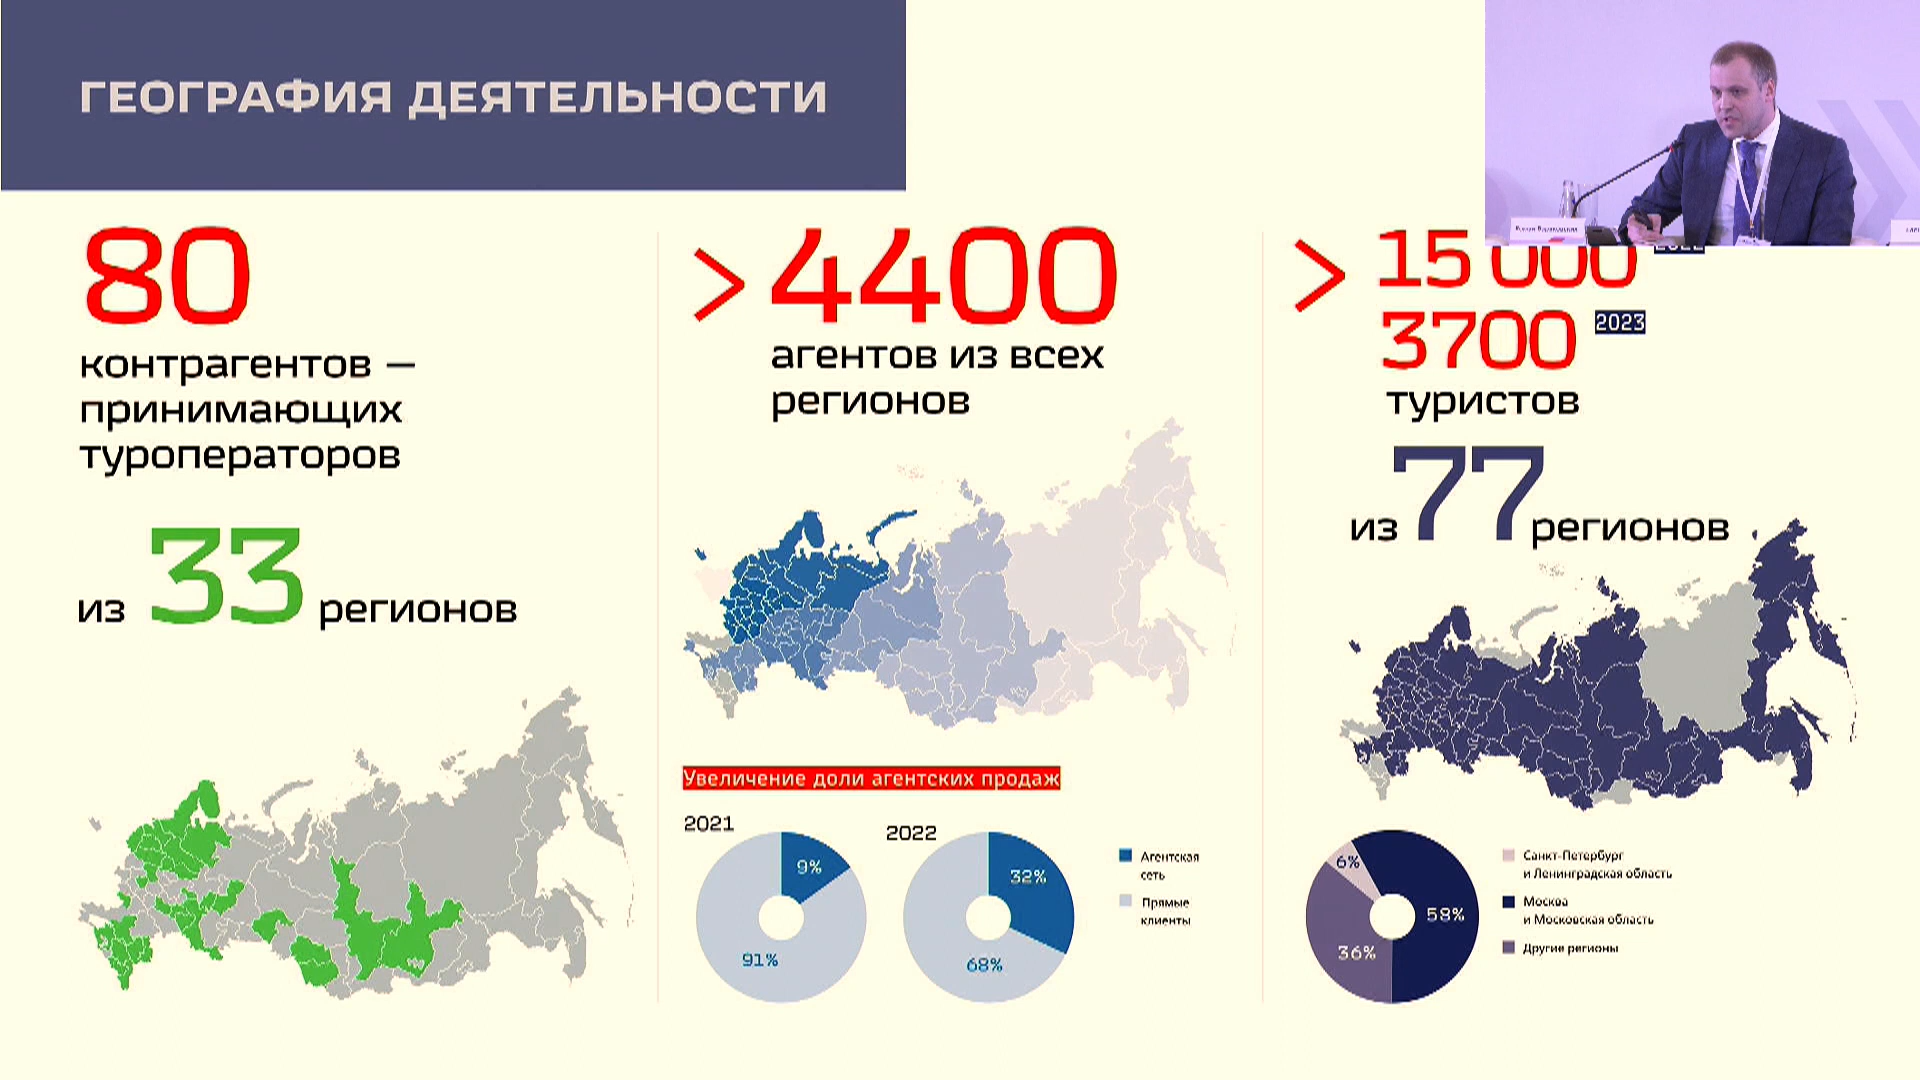 ГЕОГРАФИЯ ДЕЯТЕЛЬНОСТИ
80
контрагентов —
принимающих
туроператоров
из 33 регионов
> 4400
агентов из всех
регионов
Увеличение доли агентских продаж
2021
9%
91%
2022
32%
68%
Агентская
сеть
Прямые
клиенты
> 15 000
3700 2023
туристов
из 77 регионов
6%
58%
36%
Санкт-Петербург
и Ленинградская область
Москва
и Московская область
Другие регионы